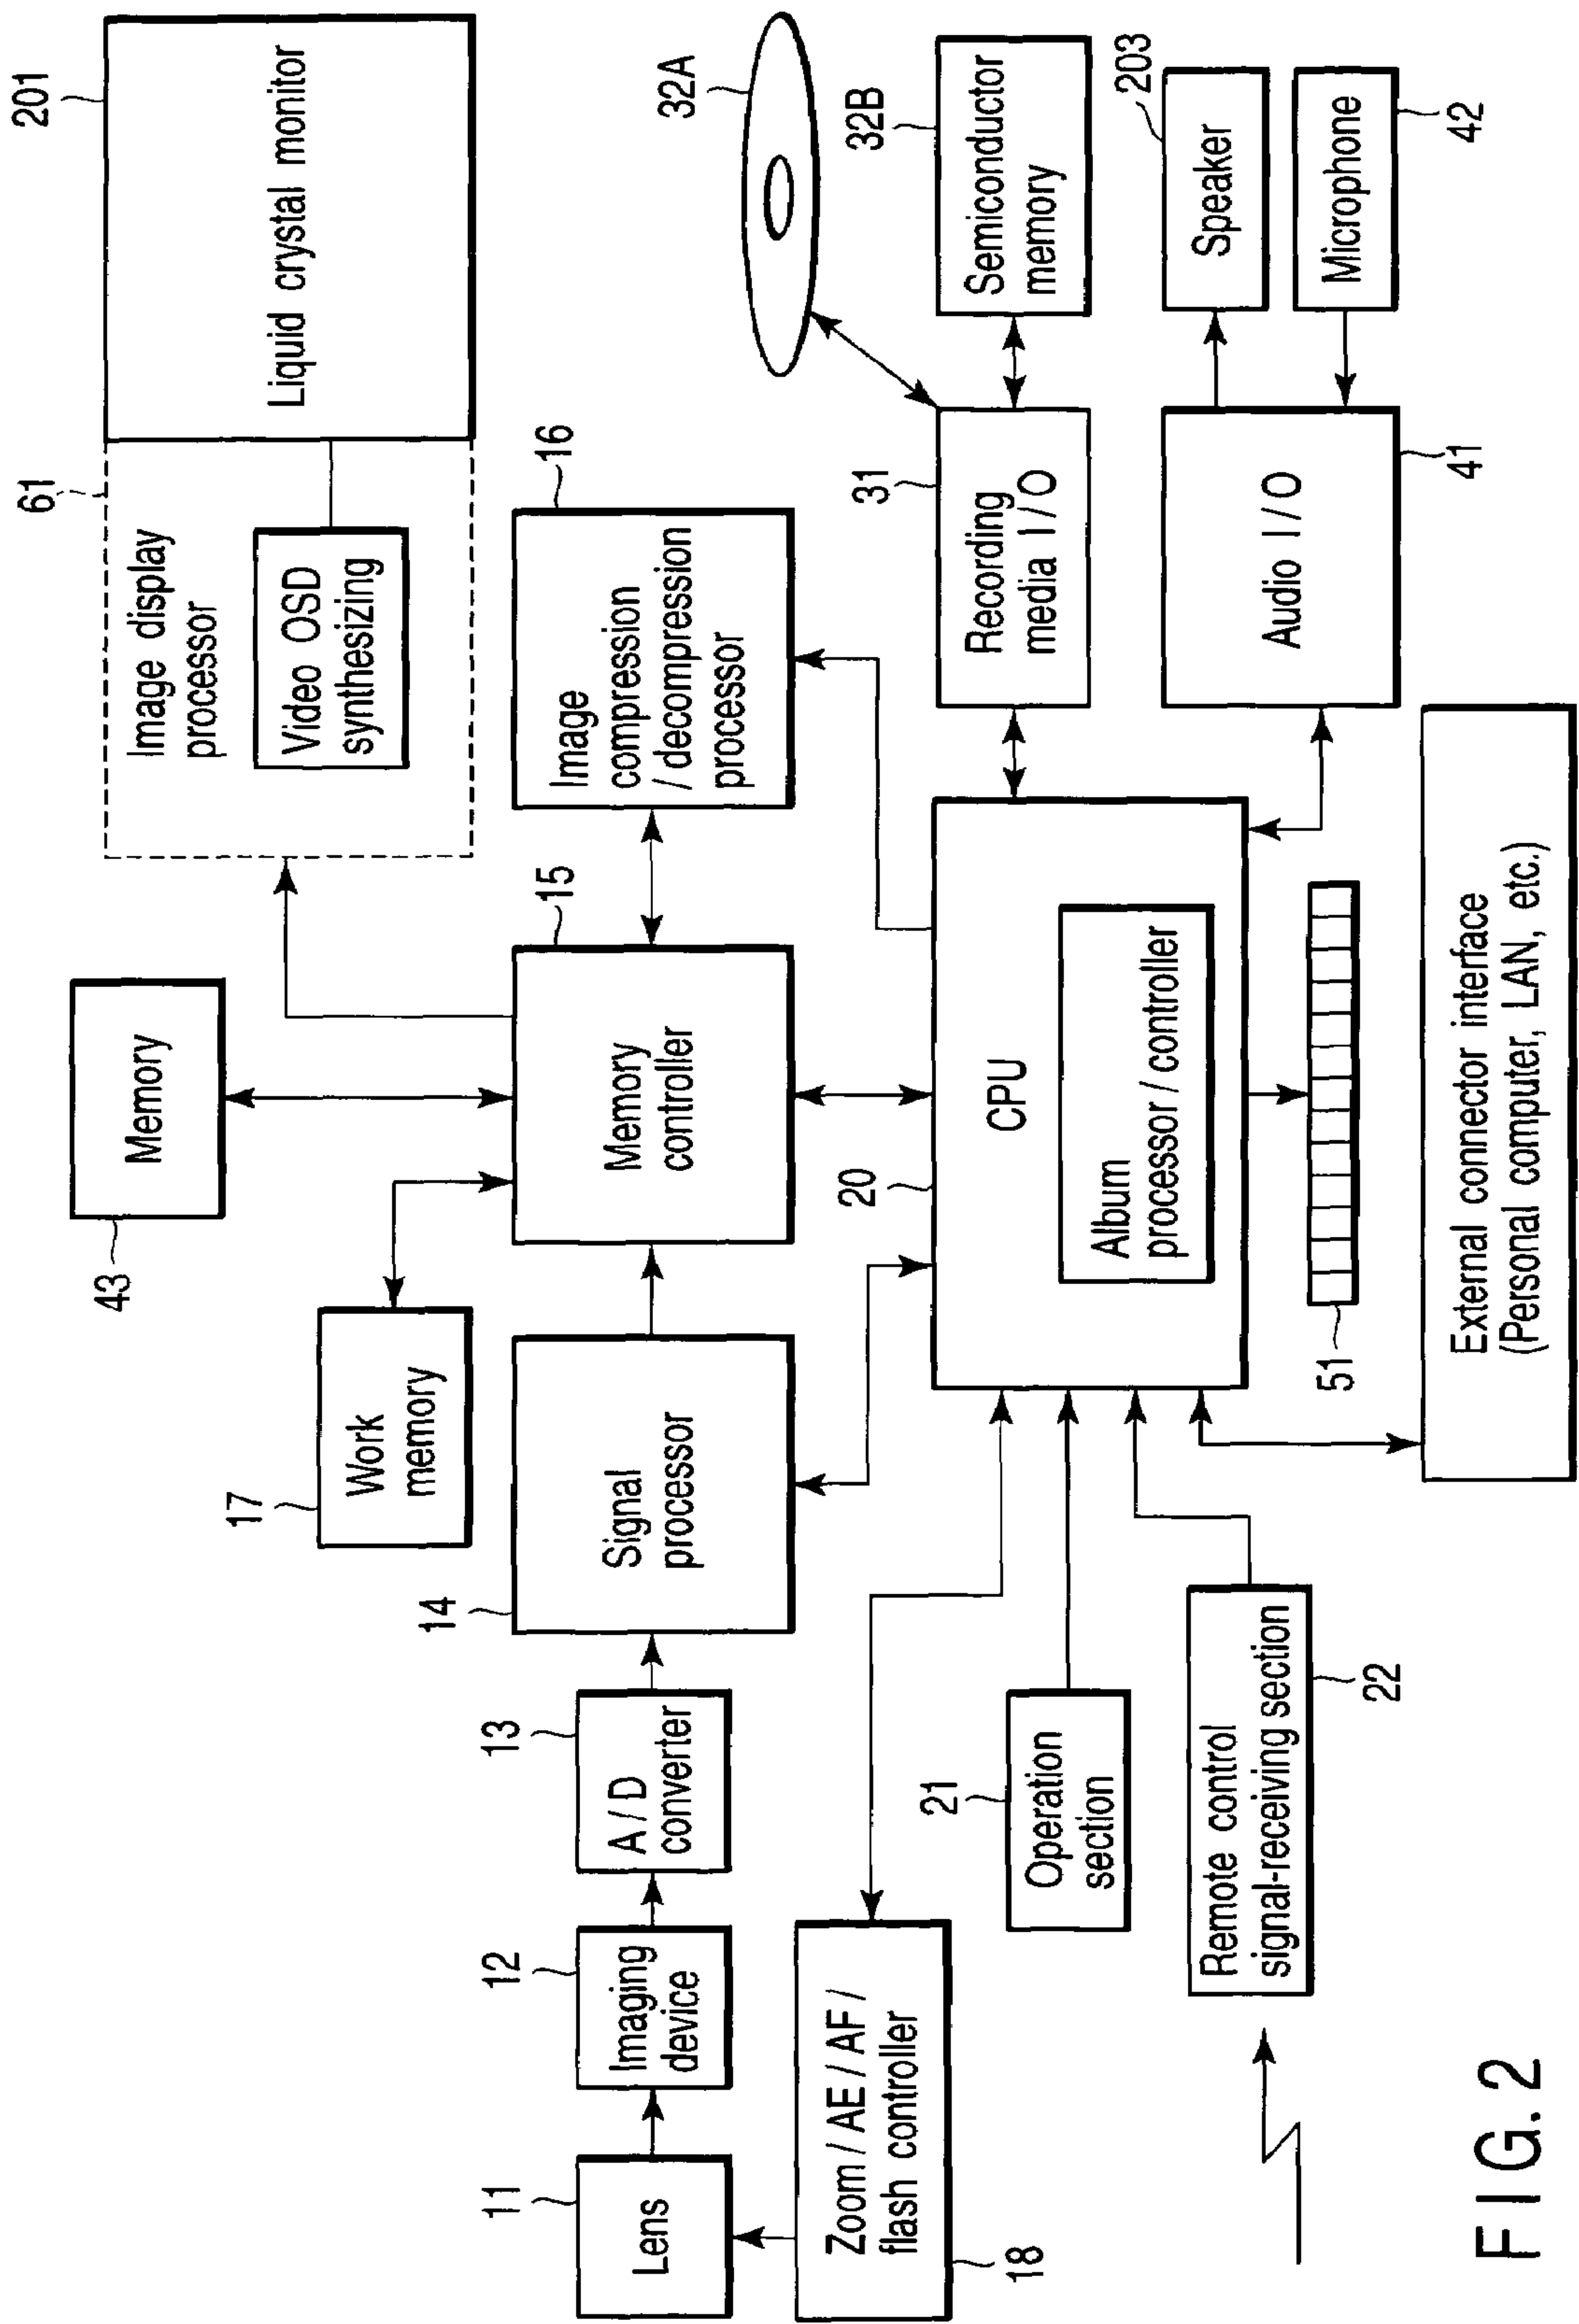 201
Liquid crystal monitor
61
Image display
processor
Video OSD
synthesizing
43
Memory
17
Work
memory
11
Lens
12
Imaging
device
13
A / D
converter
14
Signal
processor
15
Memory
controller
16
Image
compression
/ decompression
processor
32A
32B
Semiconductor
memory
31
Recording
media I / O
203
Speaker
Microphone
42
Audio I / O
41
20
CPU
Album
processor / controller
51
18
Zoom / AE / AF /
flash controller
21
Operation
section
Remote control
signal-receiving section
22
External connector interface
(Personal computer, LAN, etc.)
FIG. 2